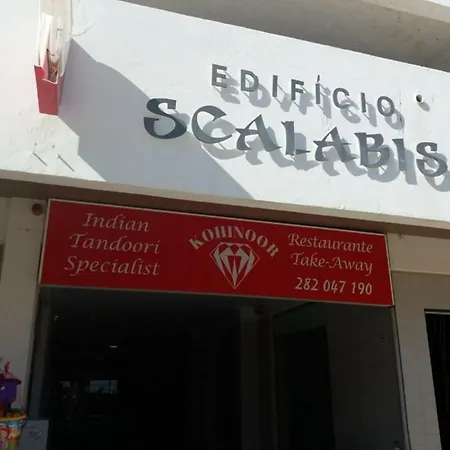 EDIFÍCIO
SCALABIS
Indian
Tandoori
Specialist
KOHINOOR
Restaurante
Take-Away
282 047 190